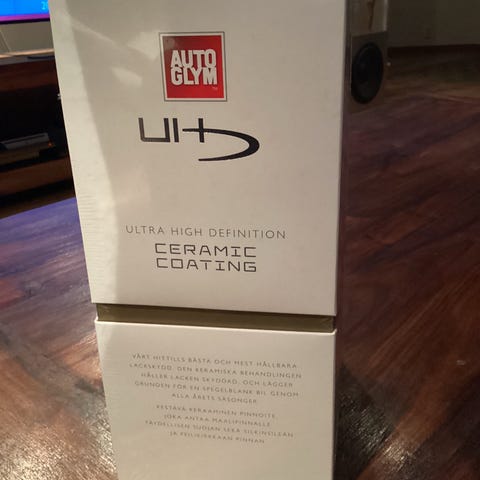 AUTO
GLYM
UHD
ULTRA HIGH DEFINITION
CERAMIC
COATING
VÅRT HITTILLS BÄSTA OCH MEST HÅLLBARA
LACKSKYDD. DEN KERAMISKA BEHANDLINGEN
HÅLLER LACKEN SKYDDAD, OCH LÄGGER
GRUNDEN FÖR EN SPEGELBLANK BIL GENOM
ALLA ÅRETS SÄSONGER.
KESTÄVÄ KERAAMINEN PINNOITE,
JOKA ANTAA MAALIPINNALLE
TÄYDELLISEN SUOJAN SEKÄ SILKINSILEÄN
JA PEILIKIRKKAAN PINNAN